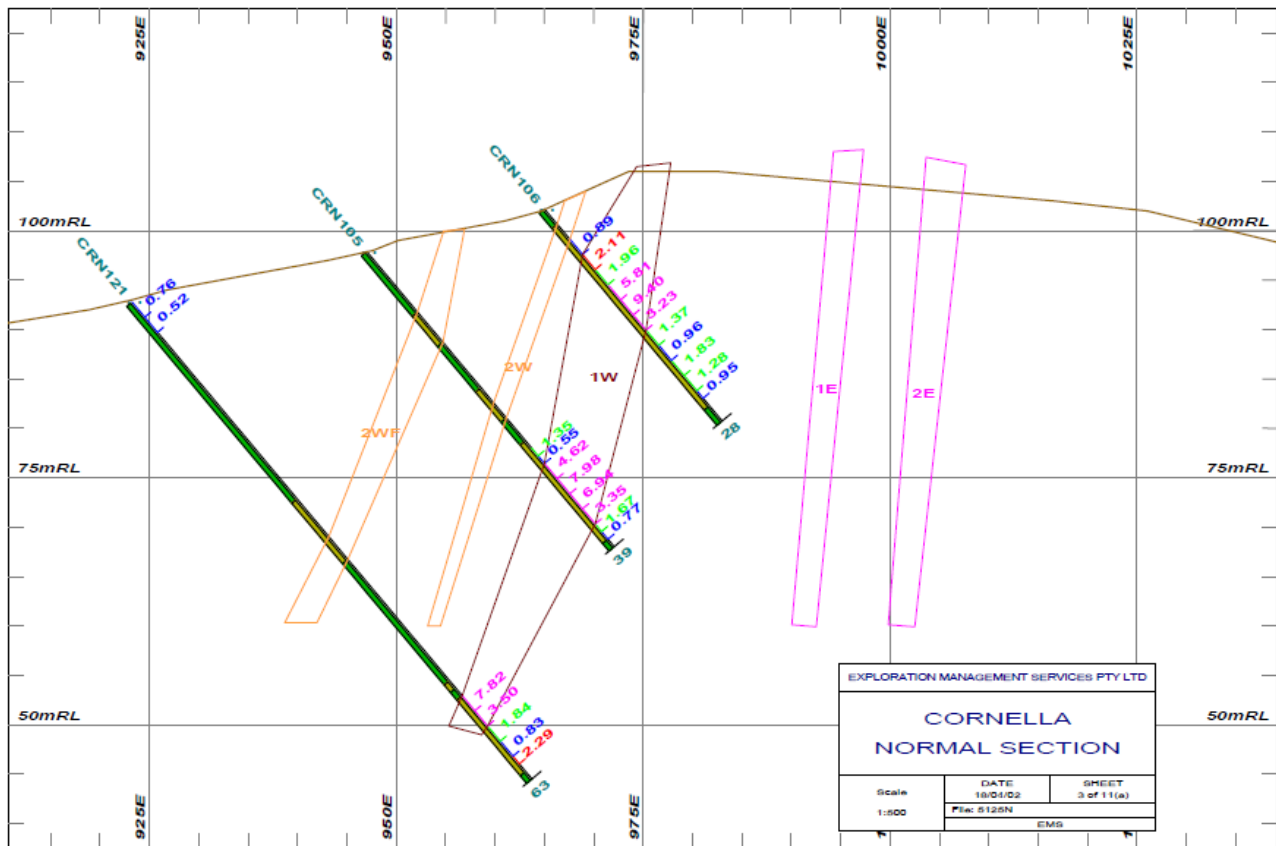 925E
950E
975E
1000E
1025E
CRN106
CRN105
CRN121
100mRL
100mRL
0.89
2.11
1.96
5.81
9.40
3.23
1.37
0.96
1.83
1.28
0.95
28
0.76
0.52
2W
1W
1E
2E
2WF
1.35
0.55
4.62
7.98
6.94
3.35
1.67
0.77
39
75mRL
75mRL
7.82
3.50
1.84
0.83
2.29
63
50mRL
50mRL
EXPLORATION MANAGEMENT SERVICES PTY LTD
CORNELLA
NORMAL SECTION
Scale
1:500
DATE
18/04/02
SHEET
3 of 11(a)
File: 5125N
EMS
925E
950E
975E